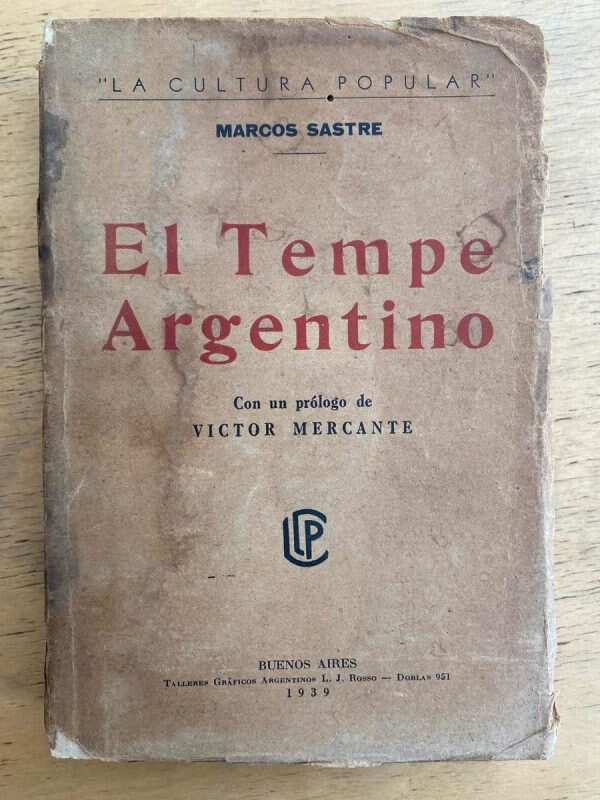 "LA CULTURA POPULAR"
MARCOS SASTRE
El Tempe
Argentino
Con un prólogo de
VICTOR MERCANTE
LCP
BUENOS AIRES
TALLERES GRÁFICOS ARGENTINOS L. J. ROSSO — DOBLAS 951
1939